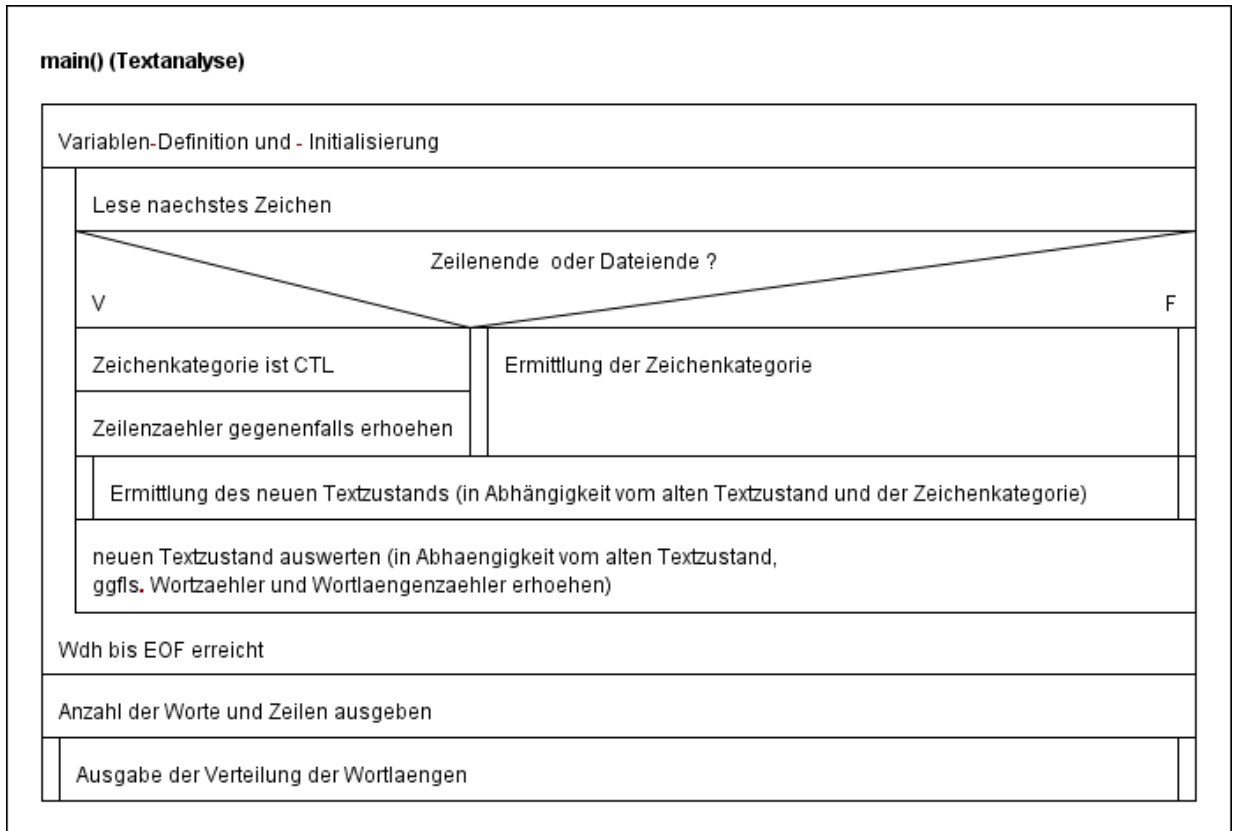 main() (Textanalyse)
Variablen-Definition und - Initialisierung
Lese naechstes Zeichen
Zeilenende oder Dateiende ?
V
F
Zeichenkategorie ist CTL
Ermittlung der Zeichenkategorie
Zeilenzaehler gegenenfalls erhoehen
Ermittlung des neuen Textzustands (in Abhängigkeit vom alten Textzustand und der Zeichenkategorie)
neuen Textzustand auswerten (in Abhaengigkeit vom alten Textzustand,
ggfls. Wortzaehler und Wortlaengenzaehler erhoehen)
Wdh bis EOF erreicht
Anzahl der Worte und Zeilen ausgeben
Ausgabe der Verteilung der Wortlaengen